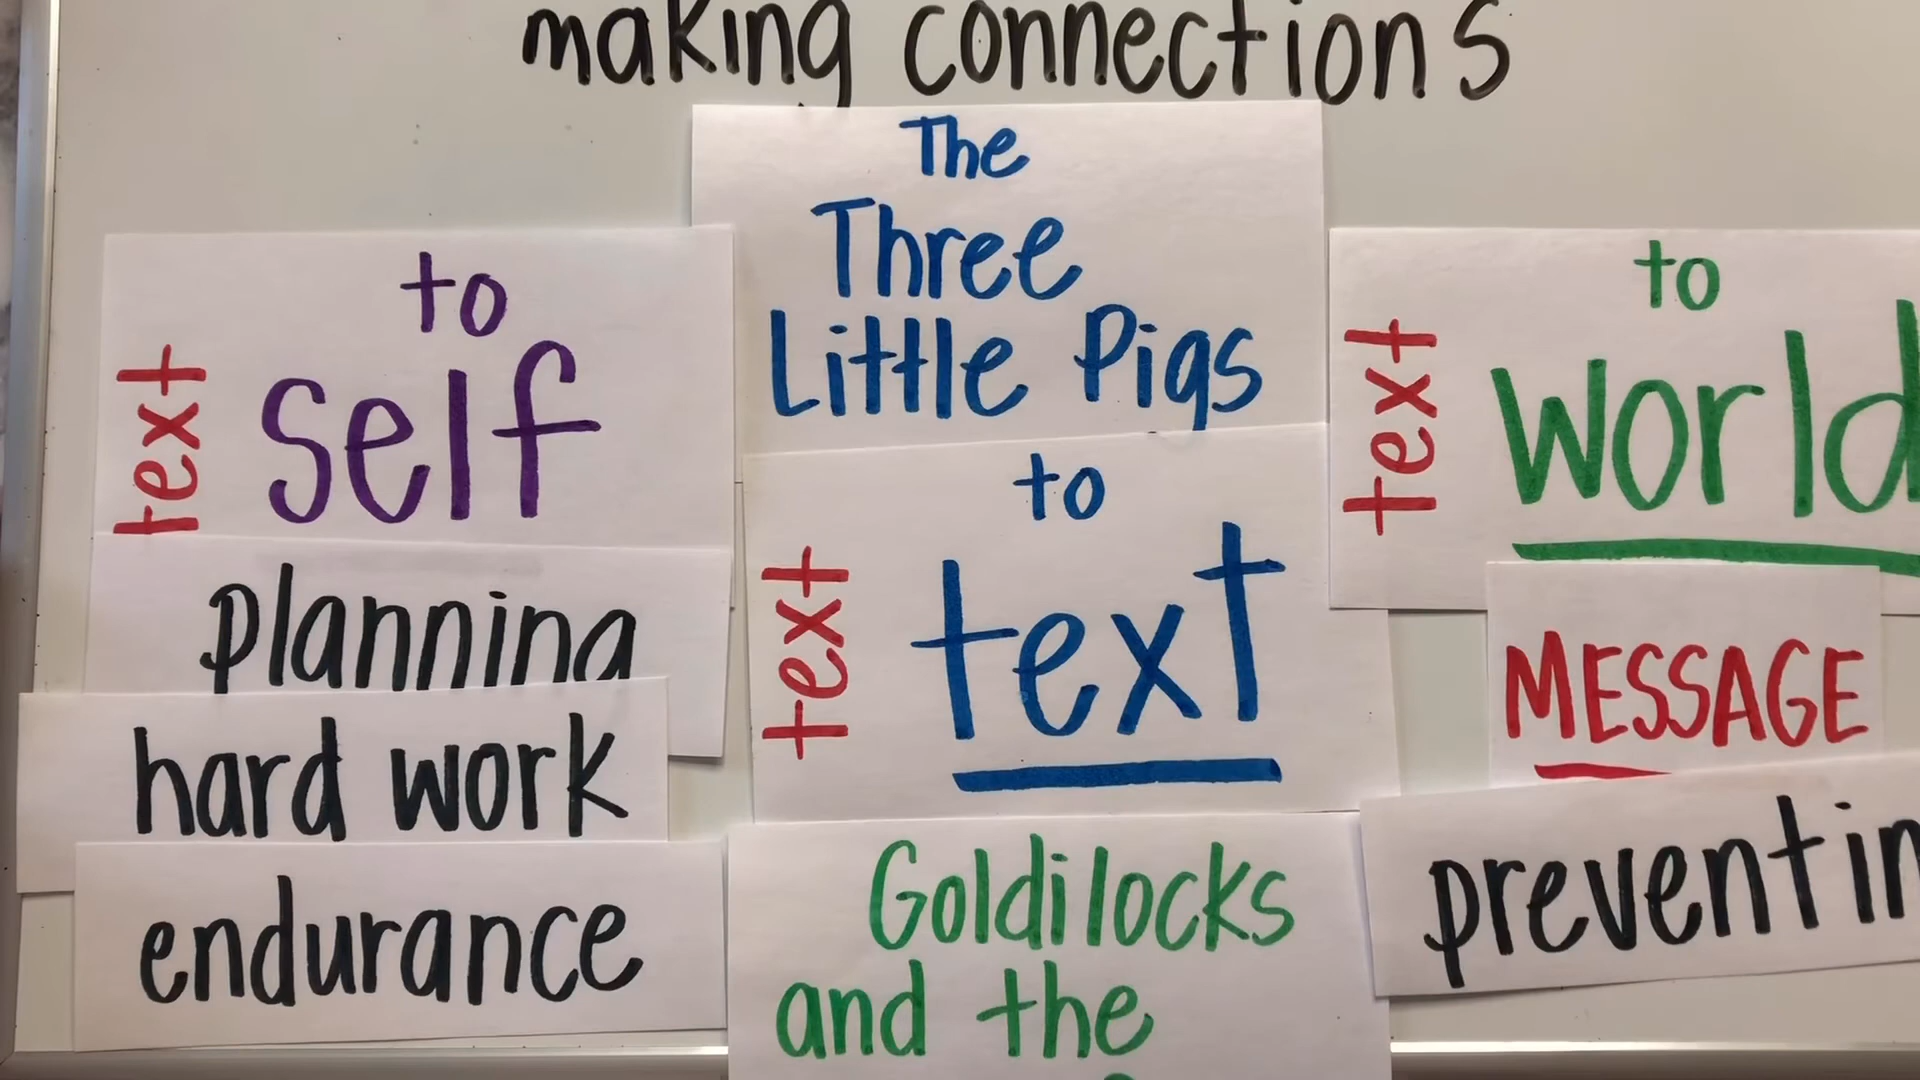 making connections
The
Three
Little Pigs
text
to
self
planning
hard work
endurance
text
to
text
Goldilocks
and the
text
to
world
MESSAGE